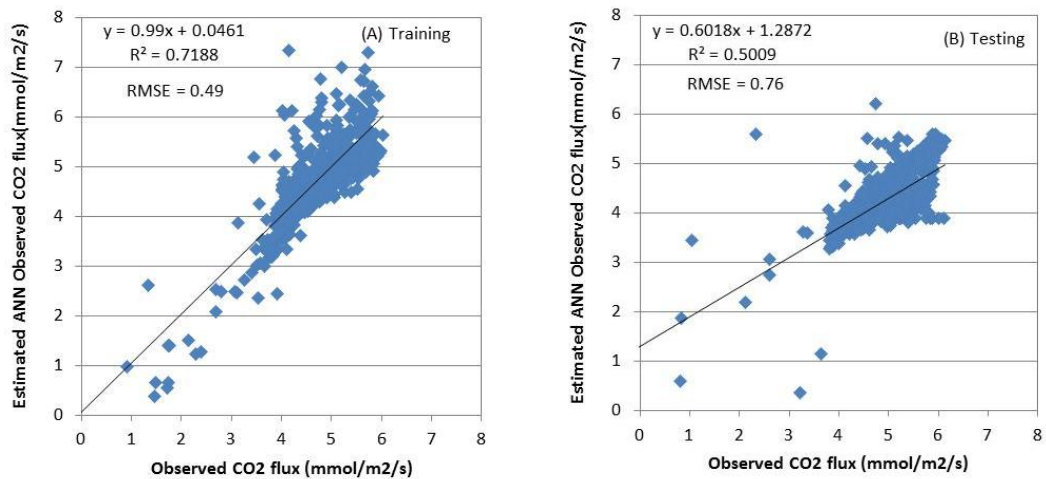 y = 0.99x + 0.0461
R² = 0.7188
RMSE = 0.49
(A) Training
Estimated ANN Observed CO2 flux(mmol/m2/s)
8
7
6
5
4
3
2
1
0
0 1 2 3 4 5 6 7 8
Observed CO2 flux (mmol/m2/s)
y = 0.6018x + 1.2872
R² = 0.5009
RMSE = 0.76
(B) Testing
Estimated ANN Observed CO2 flux(mmol/m2/s)
8
7
6
5
4
3
2
1
0
0 1 2 3 4 5 6 7 8
Observed CO2 flux (mmol/m2/s)